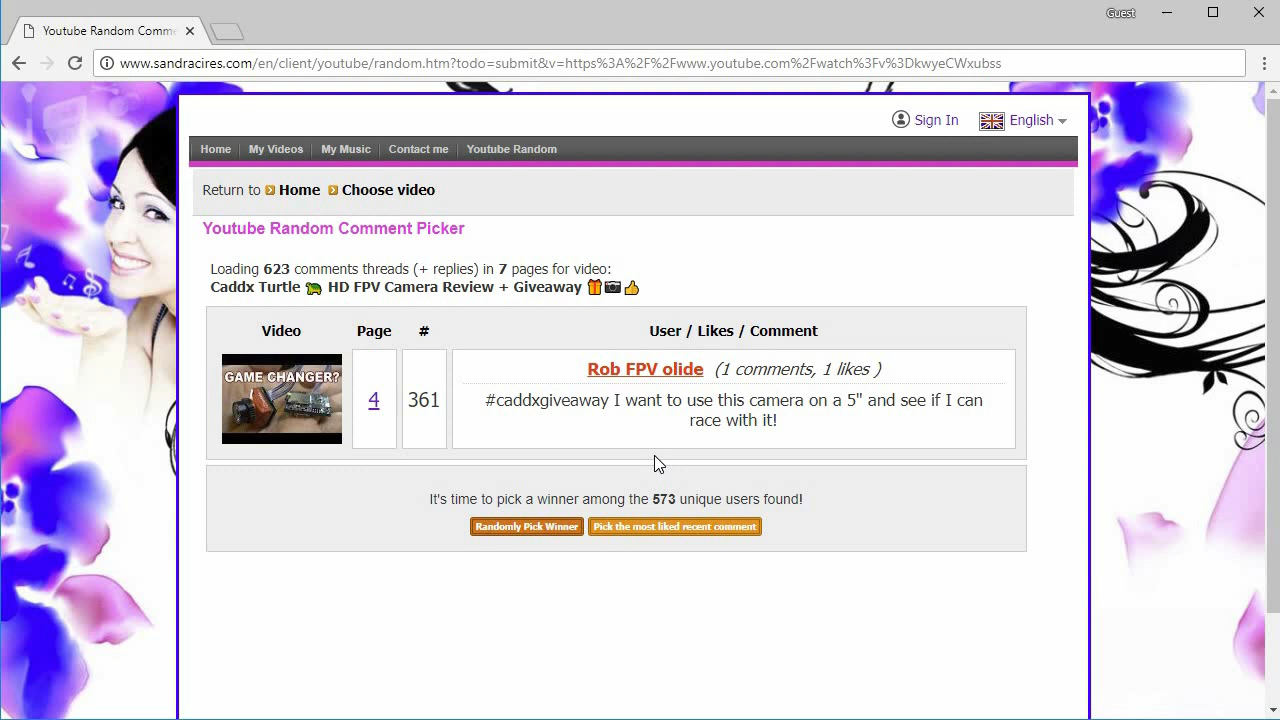 Youtube Random Comme
Guest
www.sandracires.com/en/client/youtube/random.htm?todo=submit&v=https%3A%2F%2Fwww.youtube.com%2Fwatch%3Fv%3DkwyeCWxubss
Sign In English
Home My Videos My Music Contact me Youtube Random
Return to Home Choose video
Youtube Random Comment Picker
Loading 623 comments threads (+ replies) in 7 pages for video:
Caddx Turtle 🐢 HD FPV Camera Review + Giveaway 🎁📷👍
Video Page # User / Likes / Comment
GAME CHANGER?
4
361
Rob FPV olide (1 comments, 1 likes )
#caddxgiveaway I want to use this camera on a 5" and see if I can
race with it!
It's time to pick a winner among the 573 unique users found!
Randomly Pick Winner Pick the most liked recent comment